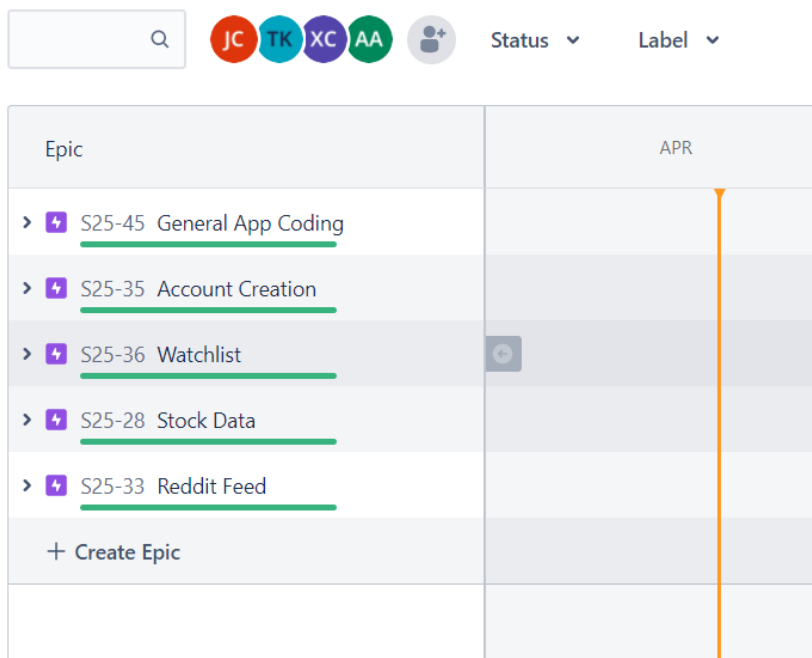 JC TK XC AA Status Label
Epic APR
S25-45 General App Coding
S25-35 Account Creation
S25-36 Watchlist
S25-28 Stock Data
S25-33 Reddit Feed
+ Create Epic